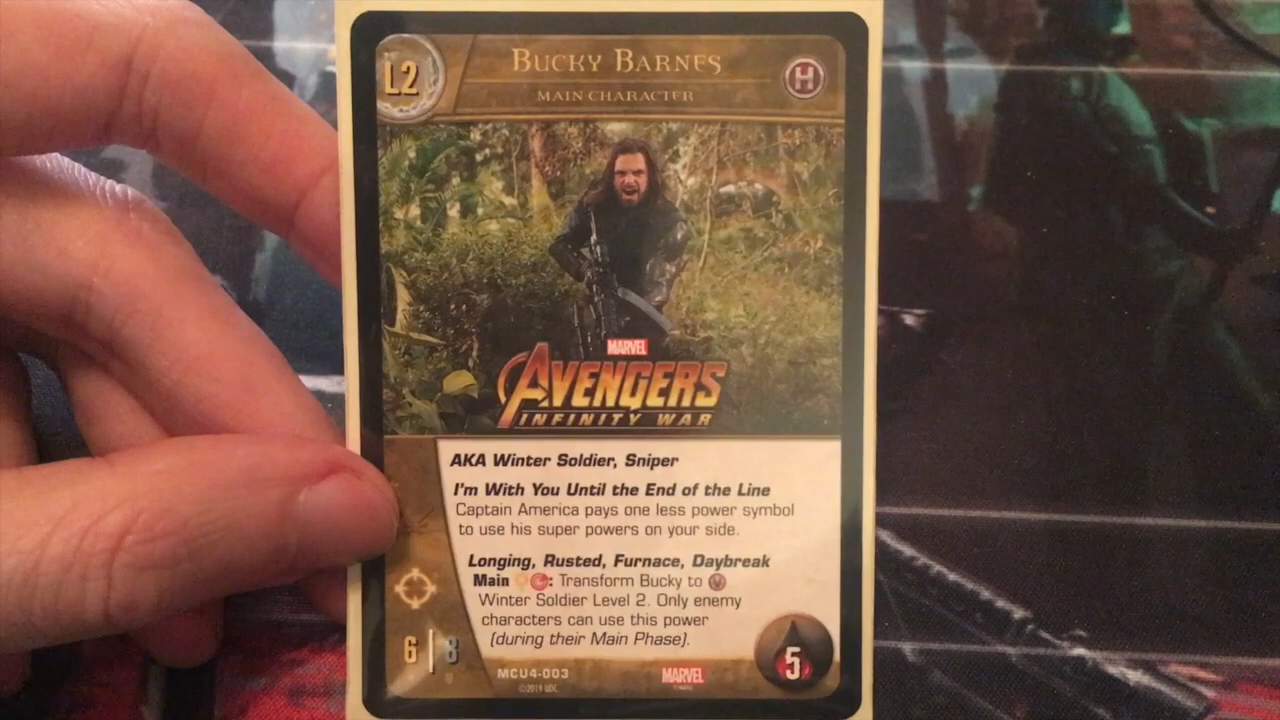 L2
BUCKY BARNES
H
MAIN CHARACTER
MARVEL
AVENGERS
INFINITY WAR
AKA Winter Soldier, Sniper
I'm With You Until the End of the Line
Captain America pays one less power symbol
to use his super powers on your side.
Longing, Rusted, Furnace, Daybreak
Main : Transform Bucky to
Winter Soldier Level 2. Only enemy
characters can use this power
(during their Main Phase).
6 | 8
5
MCU4-003
MARVEL
©2019 UDC